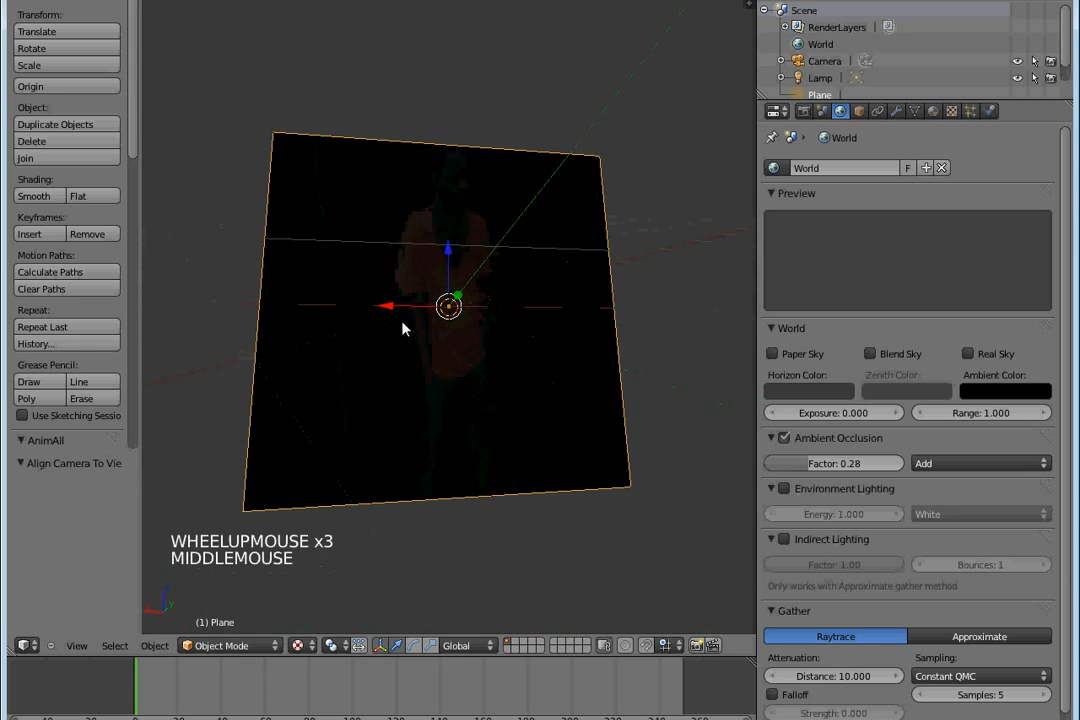 Transform:
Translate
Rotate
Scale
Origin
Object:
Duplicate Objects
Delete
Join
Shading:
Smooth Flat
Keyframes:
Insert Remove
Motion Paths:
Calculate Paths
Clear Paths
Repeat:
Repeat Last
History...
Grease Pencil:
Draw Line
Poly Erase
Use Sketching Sessio
AnimAll
Align Camera To Vie
WHEELUPMOUSE x3
MIDDLEMOUSE
(1) Plane
View Select Object Object Mode Global
Scene
RenderLayers
World
Camera
Lamp
Plane
World
World F
Preview
World
Paper Sky Blend Sky Real Sky
Horizon Color: Zenith Color: Ambient Color:
Exposure: 0.000 Range: 1.000
Ambient Occlusion
Factor: 0.28 Add
Environment Lighting
Energy: 1.000 White
Indirect Lighting
Factor: 1.00 Bounces: 1
Only works with Approximate gather method
Gather
Raytrace Approximate
Attenuation: Sampling:
Distance: 10.000 Constant QMC
Falloff Samples: 5
Strength: 0.000